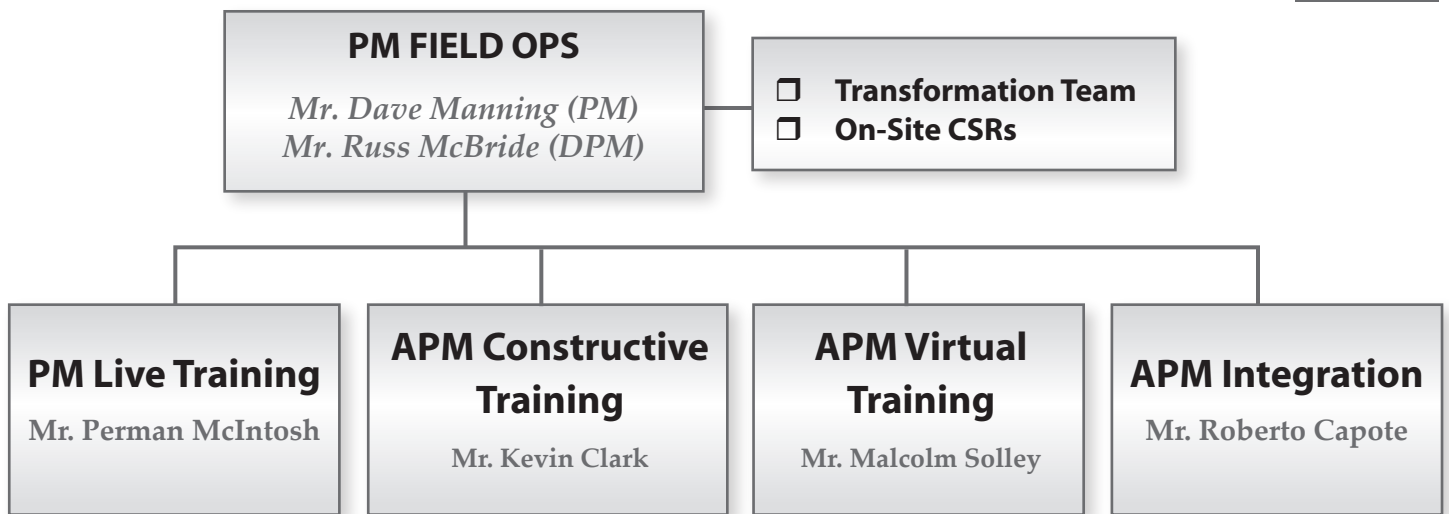 PM FIELD OPS
Mr. Dave Manning (PM)
Mr. Russ McBride (DPM)
❒ Transformation Team
❒ On-Site CSRs
PM Live Training
Mr. Perman McIntosh
APM Constructive
Training
Mr. Kevin Clark
APM Virtual
Training
Mr. Malcolm Solley
APM Integration
Mr. Roberto Capote